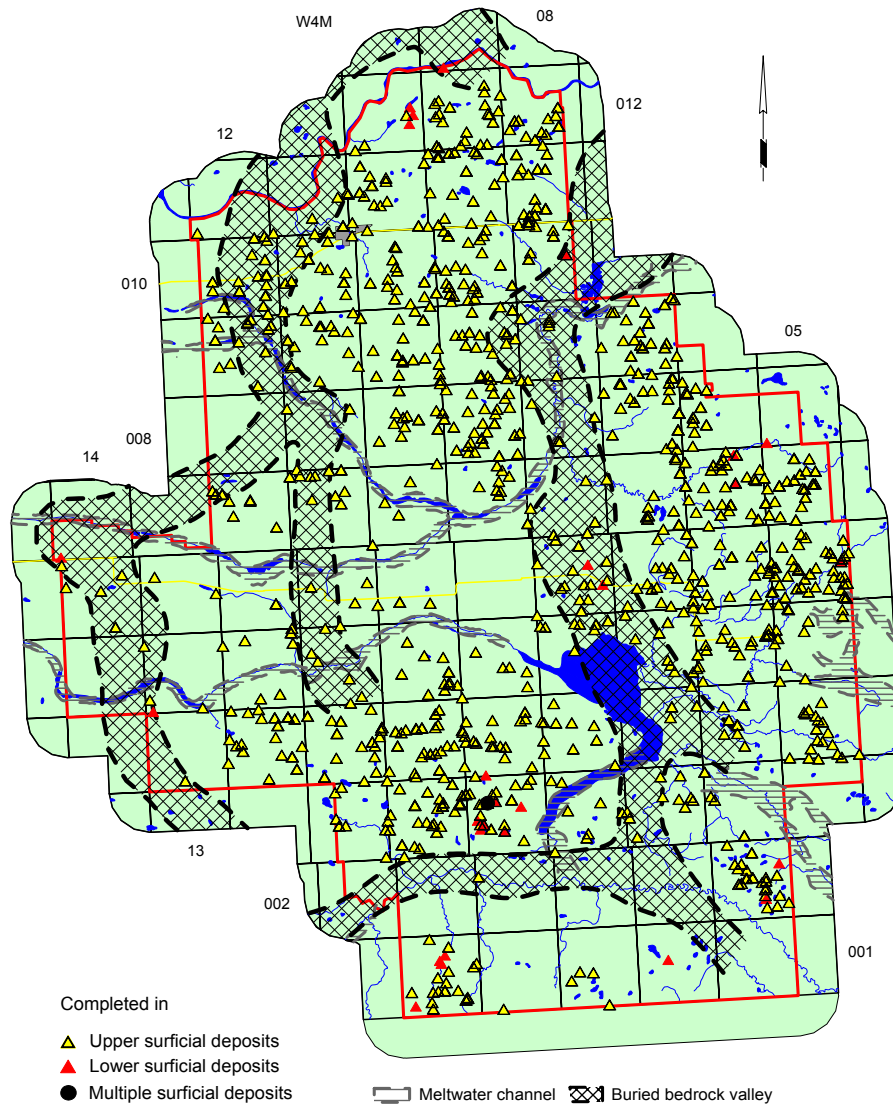 W4M
08
12
012
010
05
008
14
13
002
001
Completed in
Upper surficial deposits
Lower surficial deposits
Multiple surficial deposits
Meltwater channel
Buried bedrock valley